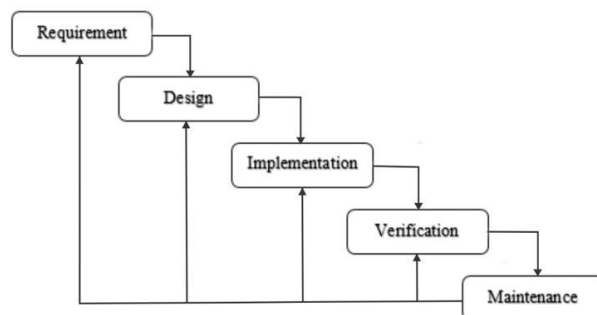 Requirement
Design
Implementation
Verification
Maintenance